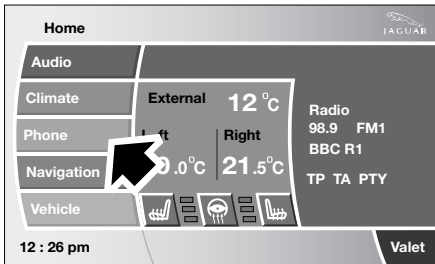 Home
JAGUAR
Audio
Climate
Phone
Navigation
Vehicle
External 12 °C
Right
.0°C 21.5°C
Radio
98.9 FM1
BBC R1
TP TA PTY
12 : 26 pm
Valet